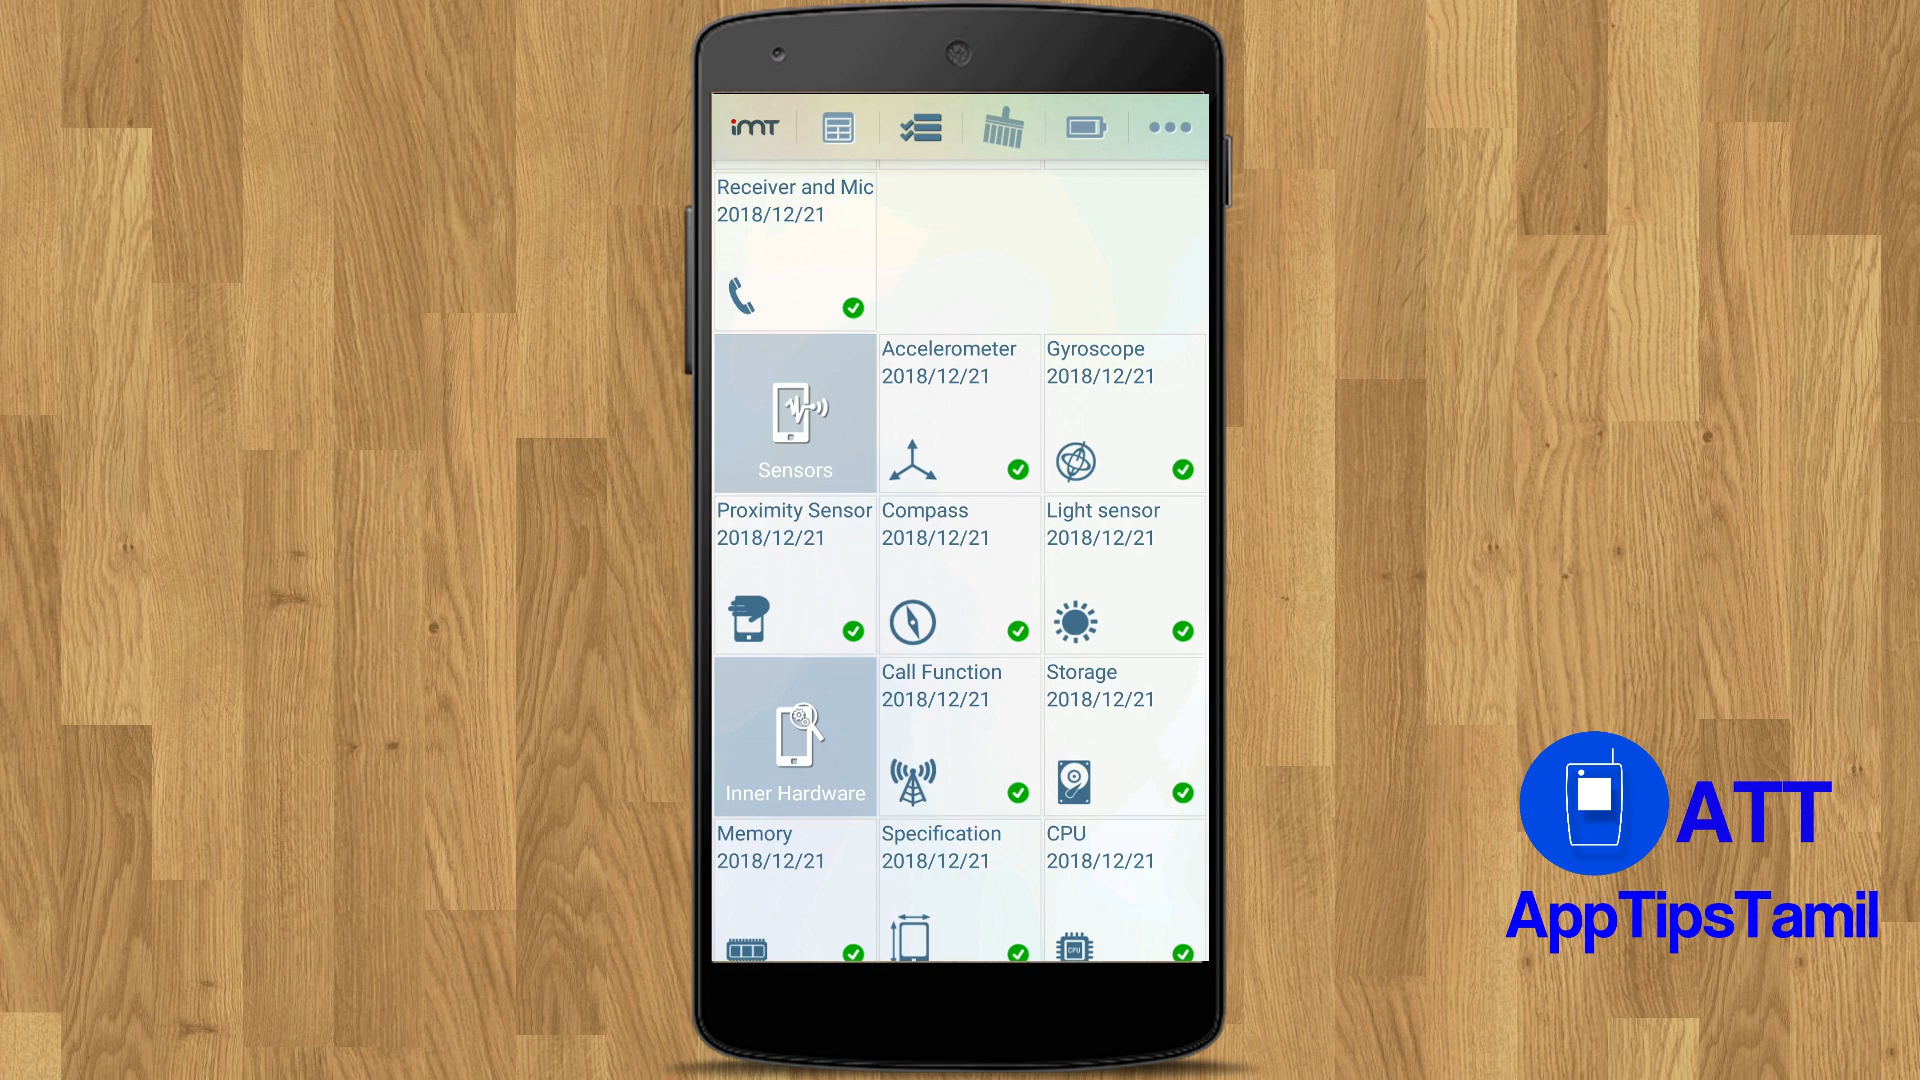 imT
Receiver and Mic
2018/12/21
Accelerometer
2018/12/21
Gyroscope
2018/12/21
Sensors
Proximity Sensor
2018/12/21
Compass
2018/12/21
Light sensor
2018/12/21
Call Function
2018/12/21
Storage
2018/12/21
Inner Hardware
Memory
2018/12/21
Specification
2018/12/21
CPU
2018/12/21
CPU
ATT
AppTipsTamil